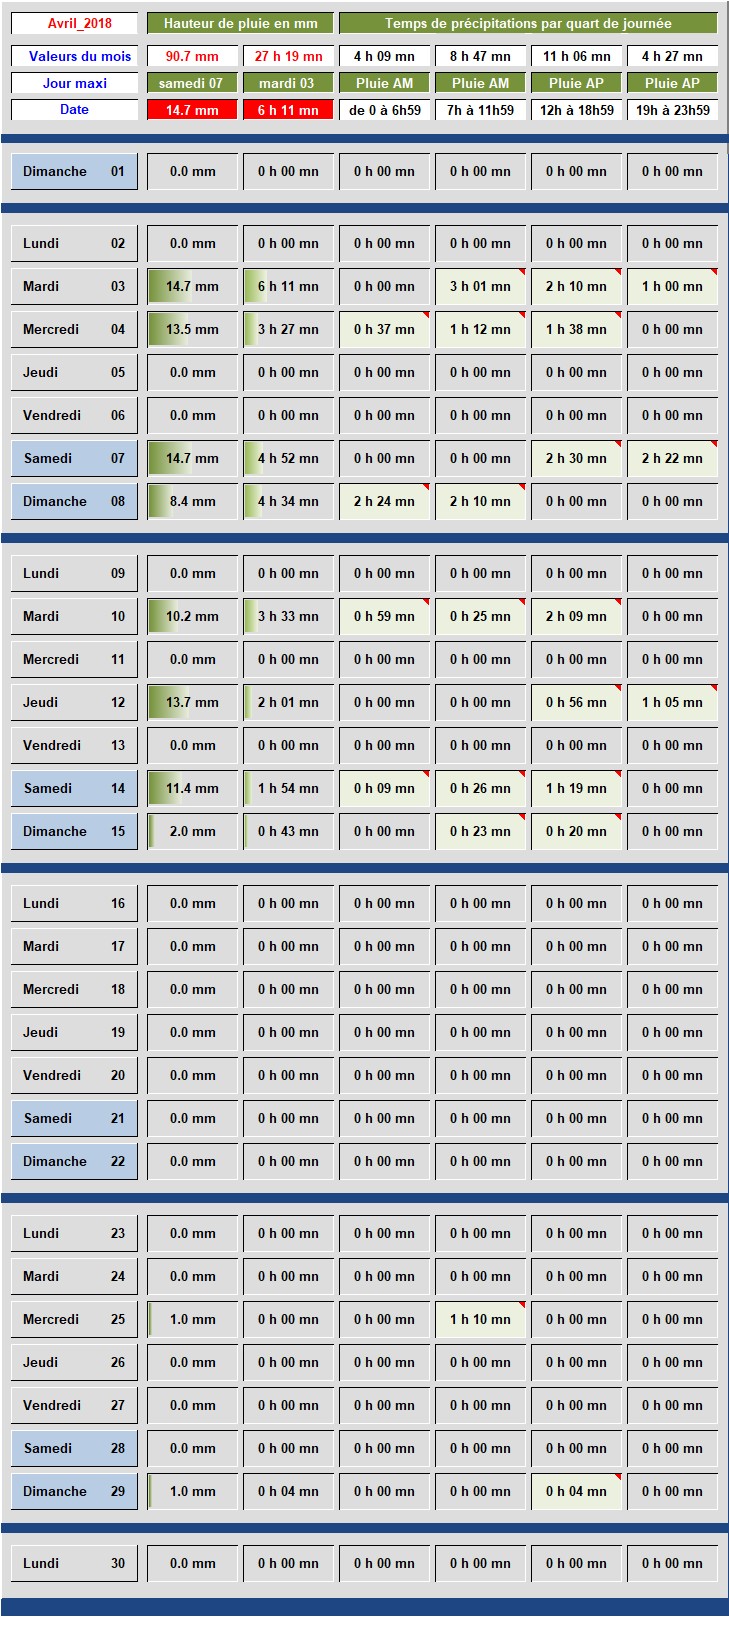 Avril_2018 Hauteur de pluie en mm Temps de précipitations par quart de journée
Valeurs du mois 90.7 mm 27 h 19 mn 4 h 09 mn 8 h 47 mn 11 h 06 mn 4 h 27 mn
Jour maxi samedi 07 mardi 03 Pluie AM Pluie AM Pluie AP Pluie AP
Date 14.7 mm 6 h 11 mn de 0 à 6h59 7h à 11h59 12h à 18h59 19h à 23h59
Dimanche 01 0.0 mm 0 h 00 mn 0 h 00 mn 0 h 00 mn 0 h 00 mn 0 h 00 mn
Lundi 02 0.0 mm 0 h 00 mn 0 h 00 mn 0 h 00 mn 0 h 00 mn 0 h 00 mn
Mardi 03 14.7 mm 6 h 11 mn 0 h 00 mn 3 h 01 mn 2 h 10 mn 1 h 00 mn
Mercredi 04 13.5 mm 3 h 27 mn 0 h 37 mn 1 h 12 mn 1 h 38 mn 0 h 00 mn
Jeudi 05 0.0 mm 0 h 00 mn 0 h 00 mn 0 h 00 mn 0 h 00 mn 0 h 00 mn
Vendredi 06 0.0 mm 0 h 00 mn 0 h 00 mn 0 h 00 mn 0 h 00 mn 0 h 00 mn
Samedi 07 14.7 mm 4 h 52 mn 0 h 00 mn 0 h 00 mn 2 h 30 mn 2 h 22 mn
Dimanche 08 8.4 mm 4 h 34 mn 2 h 24 mn 2 h 10 mn 0 h 00 mn 0 h 00 mn
Lundi 09 0.0 mm 0 h 00 mn 0 h 00 mn 0 h 00 mn 0 h 00 mn 0 h 00 mn
Mardi 10 10.2 mm 3 h 33 mn 0 h 59 mn 0 h 25 mn 2 h 09 mn 0 h 00 mn
Mercredi 11 0.0 mm 0 h 00 mn 0 h 00 mn 0 h 00 mn 0 h 00 mn 0 h 00 mn
Jeudi 12 13.7 mm 2 h 01 mn 0 h 00 mn 0 h 00 mn 0 h 56 mn 1 h 05 mn
Vendredi 13 0.0 mm 0 h 00 mn 0 h 00 mn 0 h 00 mn 0 h 00 mn 0 h 00 mn
Samedi 14 11.4 mm 1 h 54 mn 0 h 09 mn 0 h 26 mn 1 h 19 mn 0 h 00 mn
Dimanche 15 2.0 mm 0 h 43 mn 0 h 00 mn 0 h 23 mn 0 h 20 mn 0 h 00 mn
Lundi 16 0.0 mm 0 h 00 mn 0 h 00 mn 0 h 00 mn 0 h 00 mn 0 h 00 mn
Mardi 17 0.0 mm 0 h 00 mn 0 h 00 mn 0 h 00 mn 0 h 00 mn 0 h 00 mn
Mercredi 18 0.0 mm 0 h 00 mn 0 h 00 mn 0 h 00 mn 0 h 00 mn 0 h 00 mn
Jeudi 19 0.0 mm 0 h 00 mn 0 h 00 mn 0 h 00 mn 0 h 00 mn 0 h 00 mn
Vendredi 20 0.0 mm 0 h 00 mn 0 h 00 mn 0 h 00 mn 0 h 00 mn 0 h 00 mn
Samedi 21 0.0 mm 0 h 00 mn 0 h 00 mn 0 h 00 mn 0 h 00 mn 0 h 00 mn
Dimanche 22 0.0 mm 0 h 00 mn 0 h 00 mn 0 h 00 mn 0 h 00 mn 0 h 00 mn
Lundi 23 0.0 mm 0 h 00 mn 0 h 00 mn 0 h 00 mn 0 h 00 mn 0 h 00 mn
Mardi 24 0.0 mm 0 h 00 mn 0 h 00 mn 0 h 00 mn 0 h 00 mn 0 h 00 mn
Mercredi 25 1.0 mm 0 h 00 mn 0 h 00 mn 1 h 10 mn 0 h 00 mn 0 h 00 mn
Jeudi 26 0.0 mm 0 h 00 mn 0 h 00 mn 0 h 00 mn 0 h 00 mn 0 h 00 mn
Vendredi 27 0.0 mm 0 h 00 mn 0 h 00 mn 0 h 00 mn 0 h 00 mn 0 h 00 mn
Samedi 28 0.0 mm 0 h 00 mn 0 h 00 mn 0 h 00 mn 0 h 00 mn 0 h 00 mn
Dimanche 29 1.0 mm 0 h 04 mn 0 h 00 mn 0 h 00 mn 0 h 04 mn 0 h 00 mn
Lundi 30 0.0 mm 0 h 00 mn 0 h 00 mn 0 h 00 mn 0 h 00 mn 0 h 00 mn